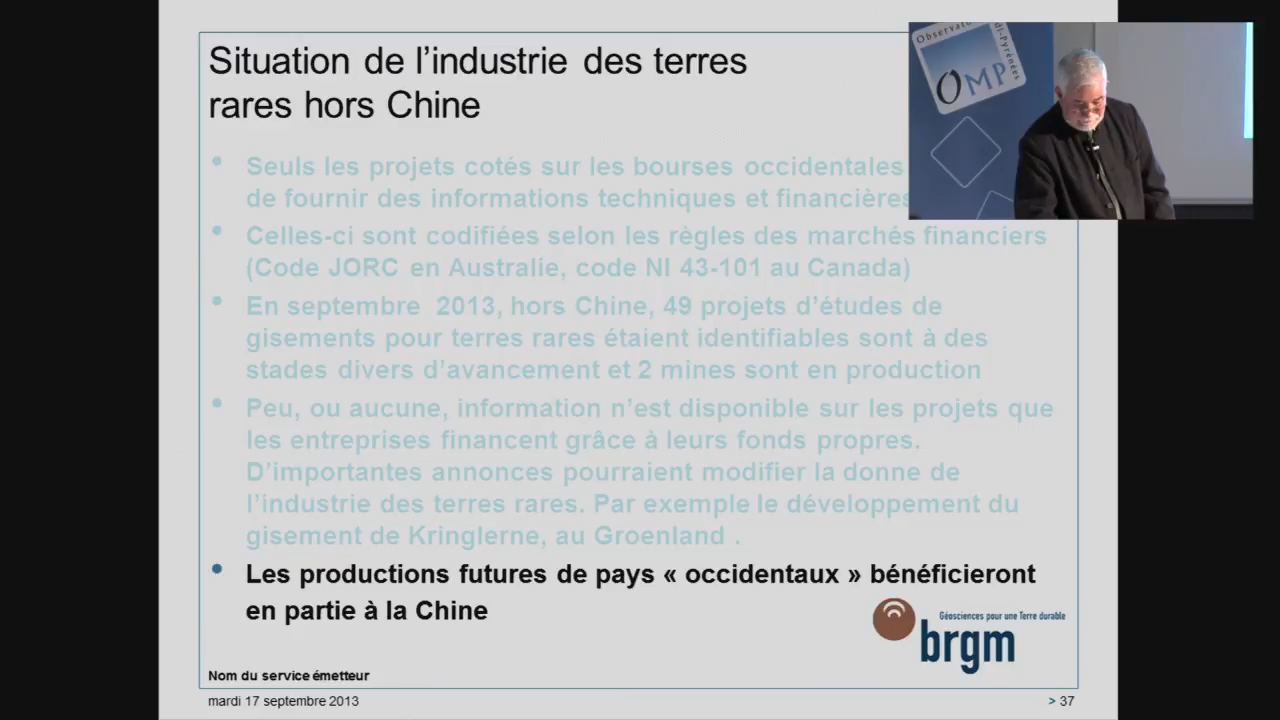 Situation de l’industrie des terres
rares hors Chine
Observato
di-Pyrénées
OMP
• Seuls les projets cotés sur les bourses occidentales
de fournir des informations techniques et financières
• Celles-ci sont codifiées selon les règles des marchés financiers
(Code JORC en Australie, code NI 43-101 au Canada)
• En septembre 2013, hors Chine, 49 projets d’études de
gisements pour terres rares étaient identifiables sont à des
stades divers d’avancement et 2 mines sont en production
• Peu, ou aucune, information n’est disponible sur les projets que
les entreprises financent grâce à leurs fonds propres.
D’importantes annonces pourraient modifier la donne de
l’industrie des terres rares. Par exemple le développement du
gisement de Kringlerne, au Groenland .
• Les productions futures de pays « occidentaux » bénéficieront
en partie à la Chine
Géosciences pour une Terre durable
brgm
Nom du service émetteur
mardi 17 septembre 2013
> 37